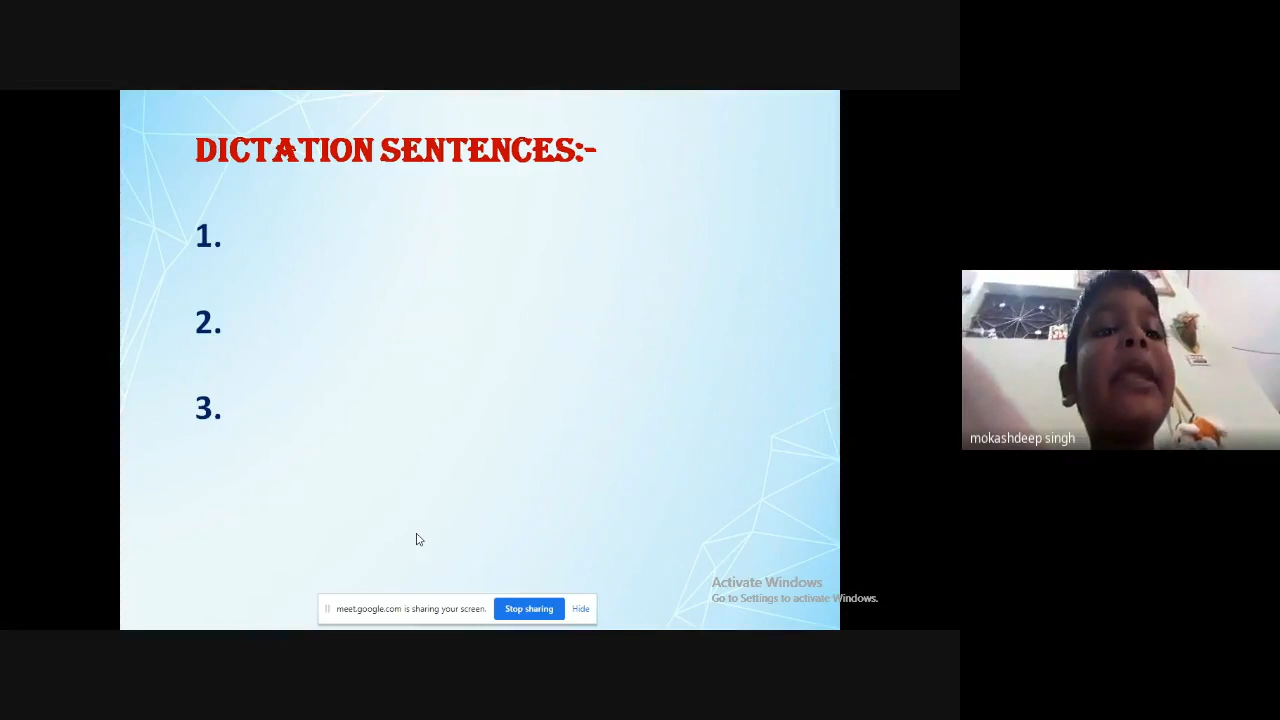 DICTATION SENTENCES:-
1.
2.
3.
mokashdeep singh
Activate Windows
Go to Settings to activate Windows.
meet.google.com is sharing your screen. Stop sharing Hide